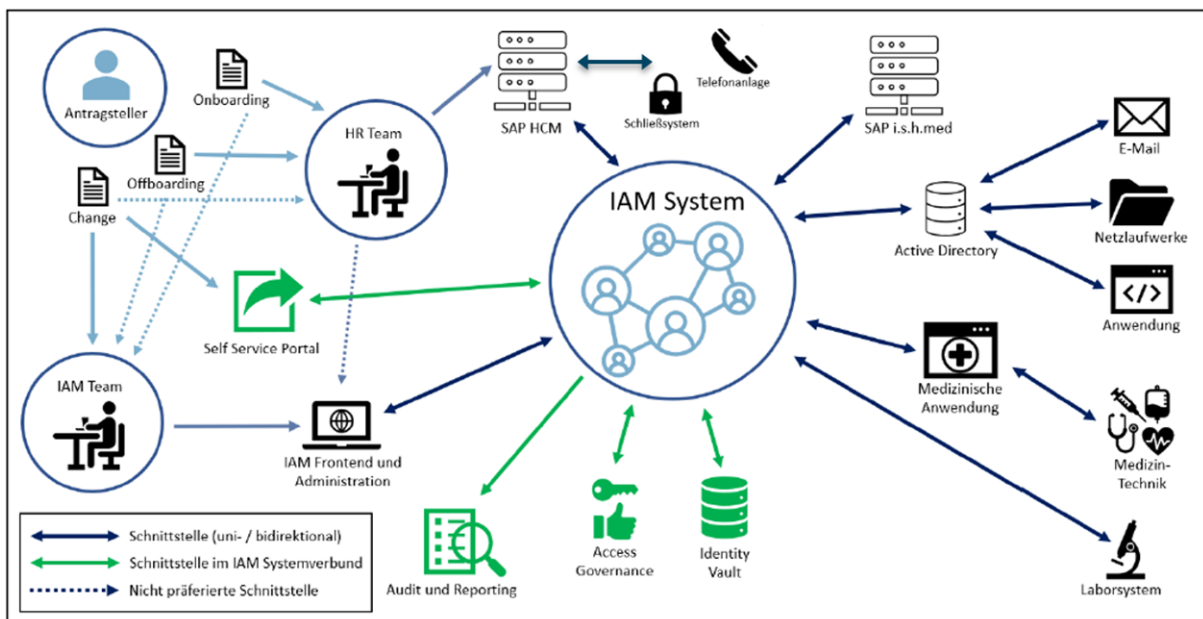 Antragsteller
Onboarding
Offboarding
Change
HR Team
SAP HCM
Schließsystem
Telefonanlage
SAP i.s.h.med
E-Mail
IAM System
Active Directory
Netzlaufwerke
Anwendung
Self Service Portal
IAM Team
IAM Frontend und
Administration
Medizinische
Anwendung
Medizin-
Technik
Audit und Reporting
Access
Governance
Identity
Vault
Laborsystem
Schnittstelle (uni- / bidirektional)
Schnittstelle im IAM Systemverbund
Nicht präferierte Schnittstelle